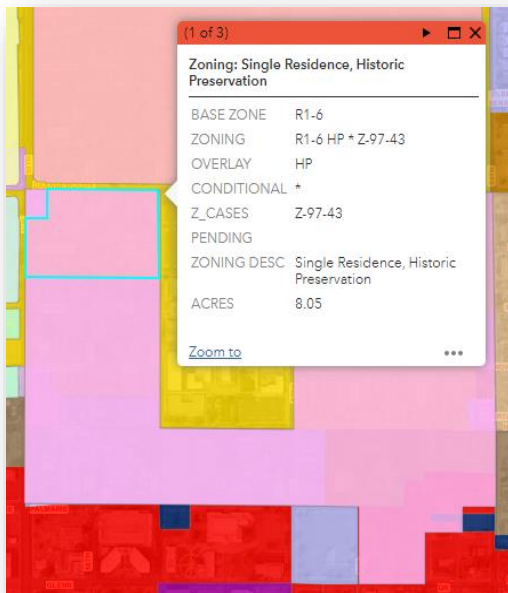 (1 of 3)
Zoning: Single Residence, Historic
Preservation
BASE ZONE R1-6
ZONING R1-6 HP * Z-97-43
OVERLAY HP
CONDITIONAL *
Z_CASES Z-97-43
PENDING
ZONING DESC Single Residence, Historic
Preservation
ACRES 8.05
Zoom to